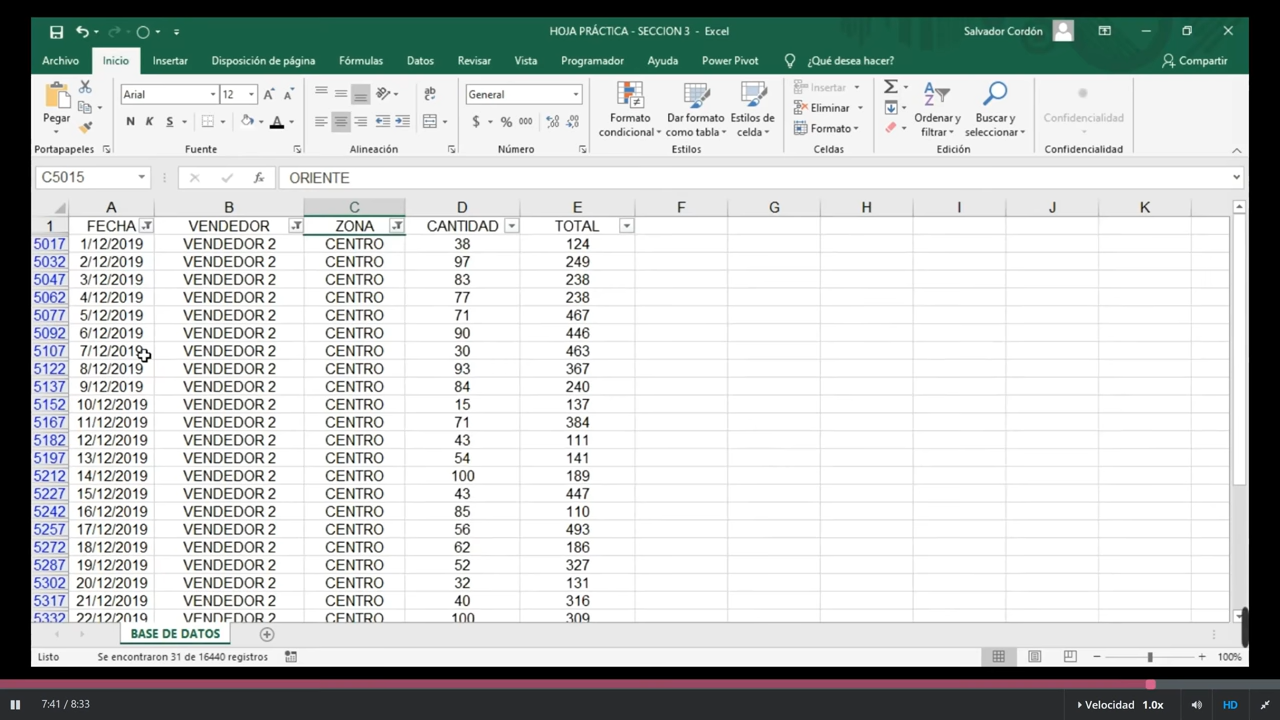 HOJA PRÁCTICA - SECCION 3 - Excel
Salvador Cordón
Archivo Inicio Insertar Disposición de página Fórmulas Datos Revisar Vista Programador Ayuda Power Pivot ¿Qué desea hacer? Compartir
Pegar
Arial 12
N K S A
General
$ % 000
Formato condicional
Dar formato como tabla
Estilos de celda
Insertar
Eliminar
Formato
Ordenar y filtrar
Buscar y seleccionar
Confidencialidad
Portapapeles Fuente Alineación Número Estilos Celdas Edición Confidencialidad
C5015 fx ORIENTE
A B C D E F G H I J K
1 FECHA VENDEDOR ZONA CANTIDAD TOTAL
5017 1/12/2019 VENDEDOR 2 CENTRO 38 124
5032 2/12/2019 VENDEDOR 2 CENTRO 97 249
5047 3/12/2019 VENDEDOR 2 CENTRO 83 238
5062 4/12/2019 VENDEDOR 2 CENTRO 77 238
5077 5/12/2019 VENDEDOR 2 CENTRO 71 467
5092 6/12/2019 VENDEDOR 2 CENTRO 90 446
5107 7/12/2019 VENDEDOR 2 CENTRO 30 463
5122 8/12/2019 VENDEDOR 2 CENTRO 93 367
5137 9/12/2019 VENDEDOR 2 CENTRO 84 240
5152 10/12/2019 VENDEDOR 2 CENTRO 15 137
5167 11/12/2019 VENDEDOR 2 CENTRO 71 384
5182 12/12/2019 VENDEDOR 2 CENTRO 43 111
5197 13/12/2019 VENDEDOR 2 CENTRO 54 141
5212 14/12/2019 VENDEDOR 2 CENTRO 100 189
5227 15/12/2019 VENDEDOR 2 CENTRO 43 447
5242 16/12/2019 VENDEDOR 2 CENTRO 85 110
5257 17/12/2019 VENDEDOR 2 CENTRO 56 493
5272 18/12/2019 VENDEDOR 2 CENTRO 62 186
5287 19/12/2019 VENDEDOR 2 CENTRO 52 327
5302 20/12/2019 VENDEDOR 2 CENTRO 32 131
5317 21/12/2019 VENDEDOR 2 CENTRO 40 316
5332 22/12/2019 VENDEDOR 2 CENTRO 100 309
BASE DE DATOS
Listo Se encontraron 31 de 16440 registros 100%
7:41 / 8:33 Velocidad 1.0x HD